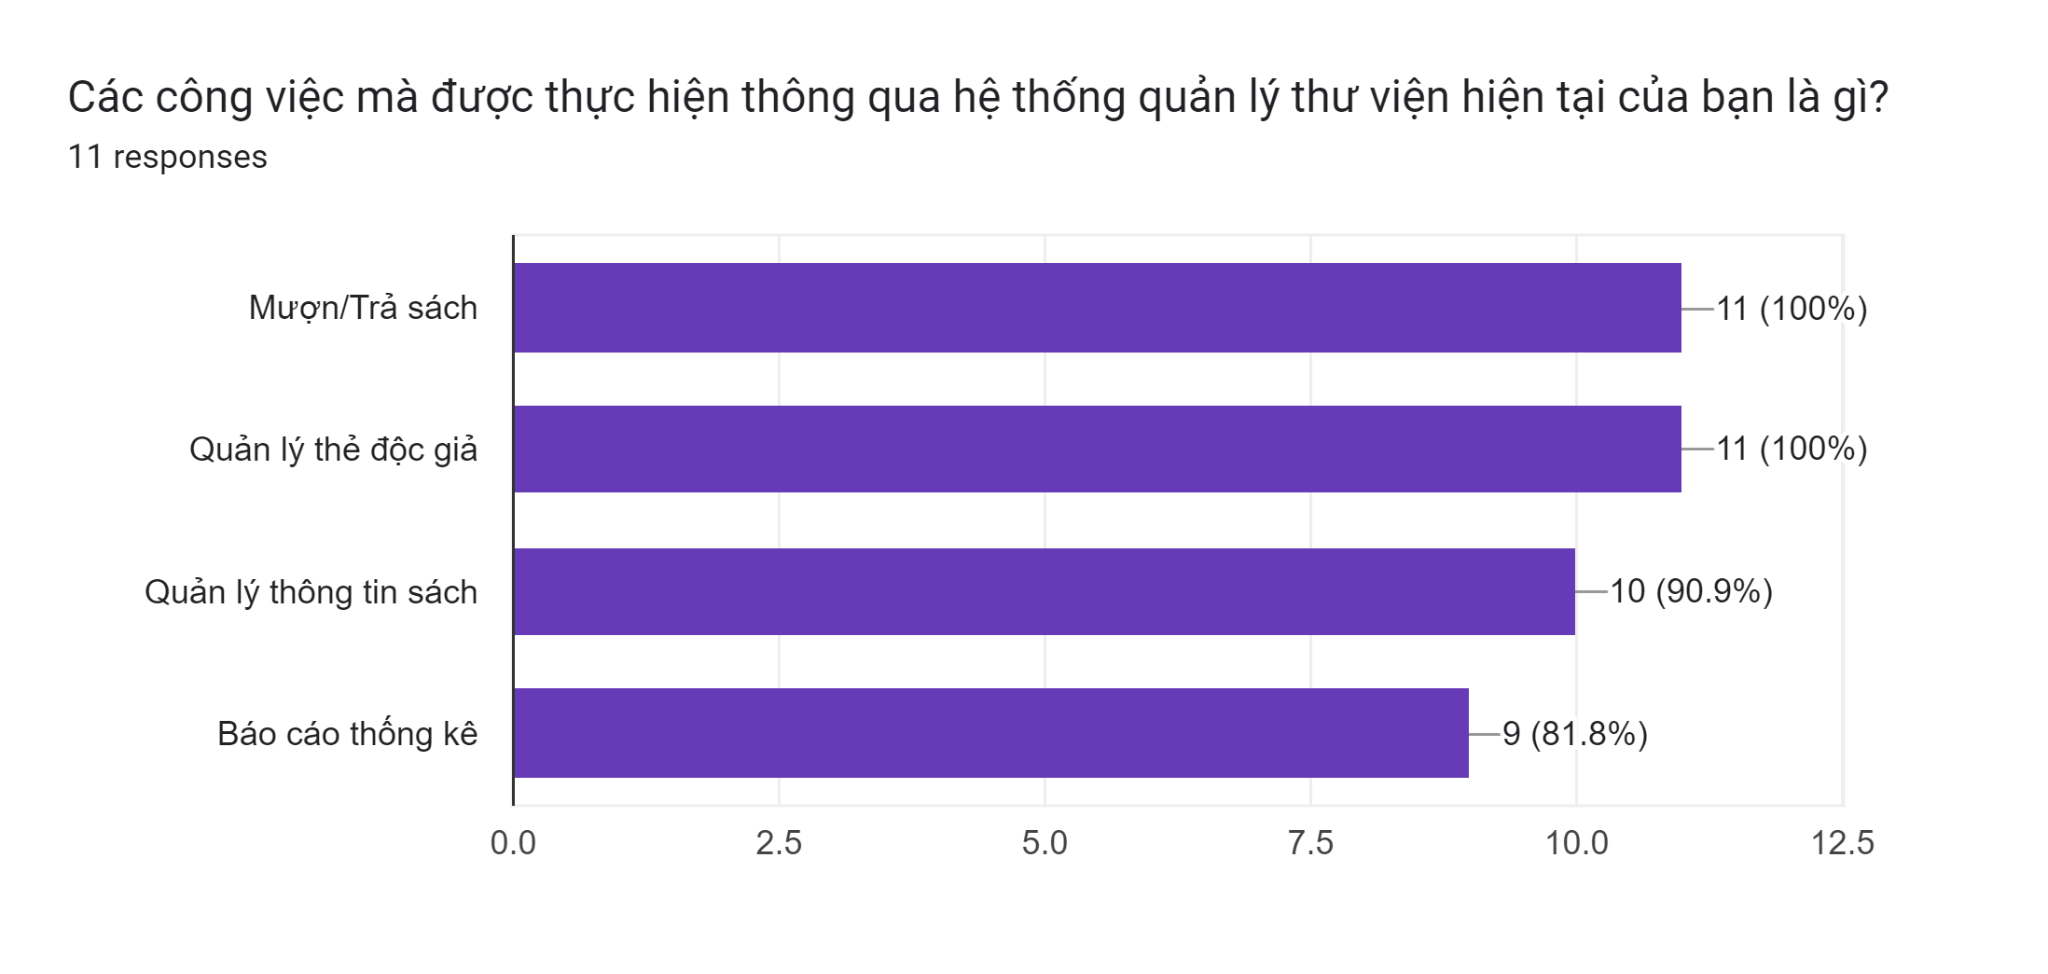 Các công việc mà được thực hiện thông qua hệ thống quản lý thư viện hiện tại của bạn là gì?
11 responses
Mượn/Trả sách
11 (100%)
Quản lý thẻ độc giả
11 (100%)
Quản lý thông tin sách
10 (90.9%)
Báo cáo thống kê
9 (81.8%)
0.0 2.5 5.0 7.5 10.0 12.5